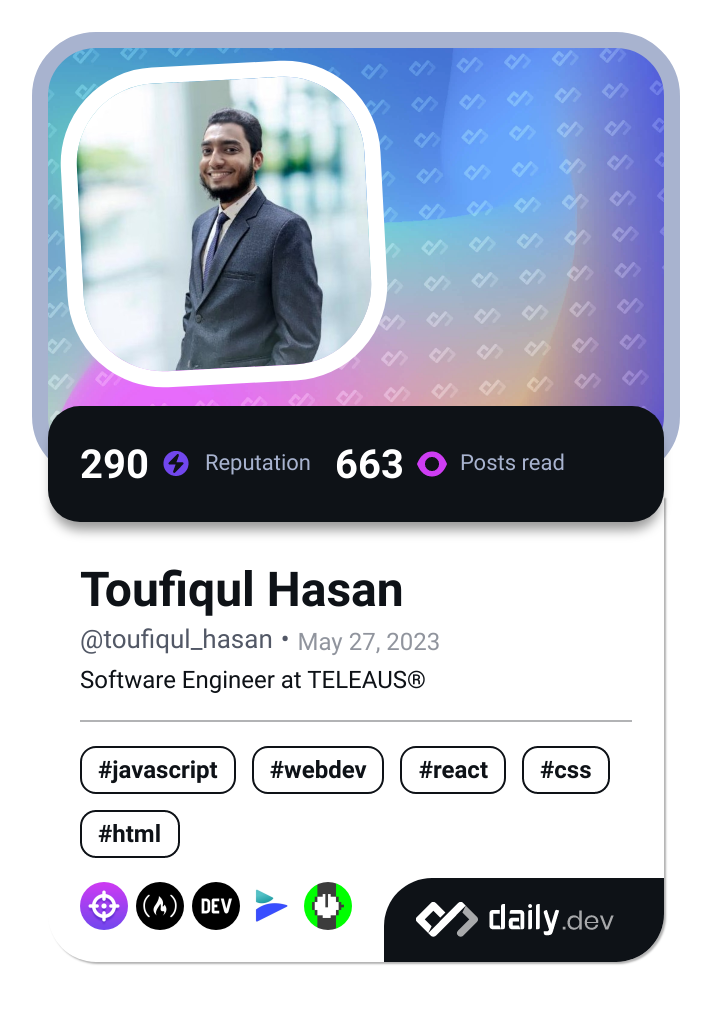 290 Reputation 663 Posts read
Toufiqul Hasan
@toufiqul_hasan • May 27, 2023
Software Engineer at TELEAUS®
#javascript #webdev #react #css
#html
DEV
daily.dev